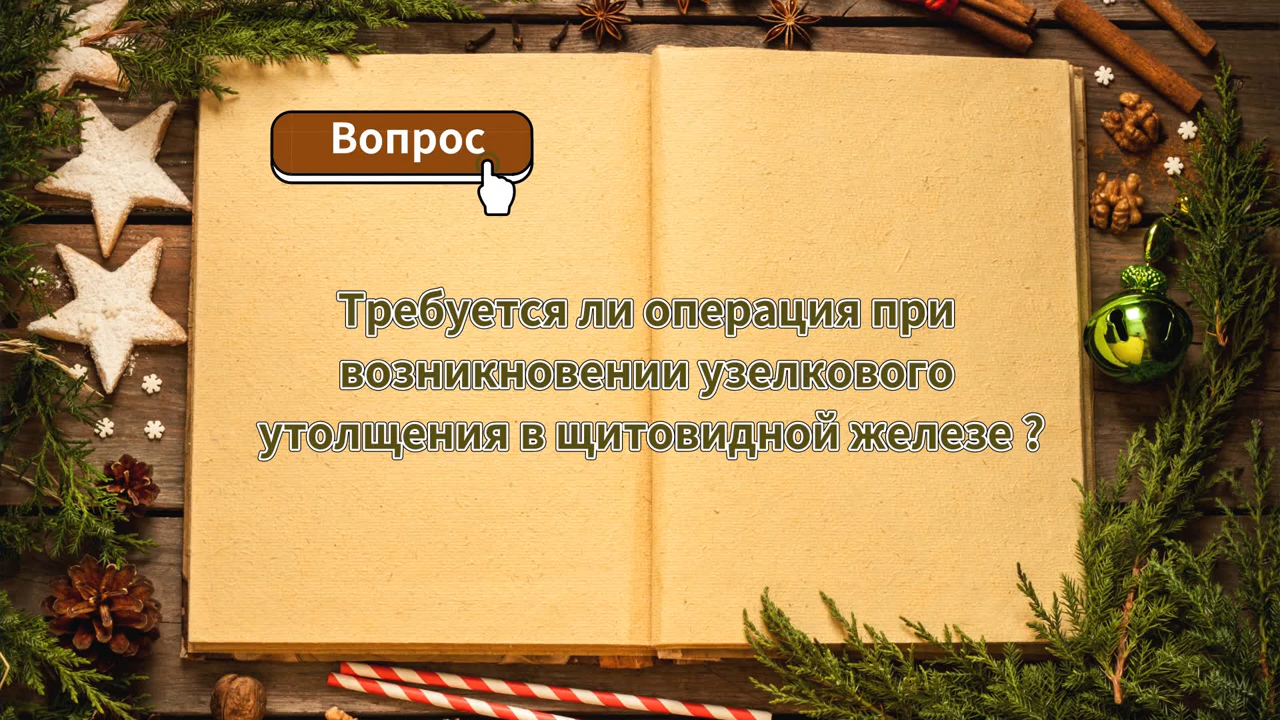 Вопрос
Требуется ли операция при
возникновении узелкового
утолщения в щитовидной железе ?